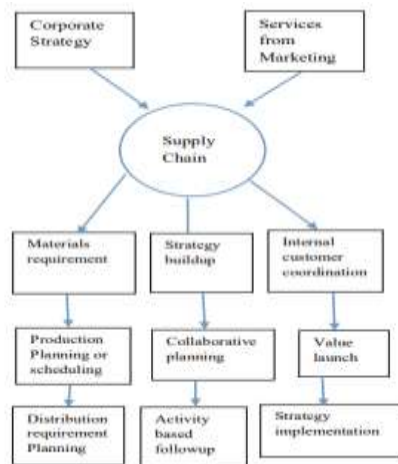 Corporate
Strategy
Services
from
Marketing
Supply
Chain
Materials
requirement
Strategy
buildup
Internal
customer
coordination
Production
Planning or
scheduling
Collaborative
planning
Value
launch
Distribution
requirement
Planning
Activity
based
followup
Strategy
implementation